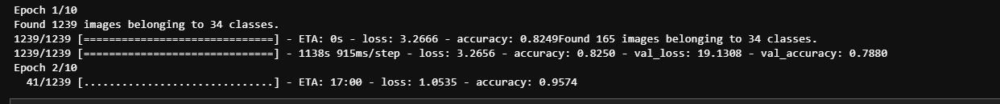 Epoch 1/10
Found 1239 images belonging to 34 classes.
1239/1239 [==============================] - ETA: 0s - loss: 3.2666 - accuracy: 0.8249Found 165 images belonging to 34 classes.
1239/1239 [==============================] - 1138s 915ms/step - loss: 3.2656 - accuracy: 0.8250 - val_loss: 19.1308 - val_accuracy: 0.7880
Epoch 2/10
41/1239 [..............................] - ETA: 17:00 - loss: 1.0535 - accuracy: 0.9574